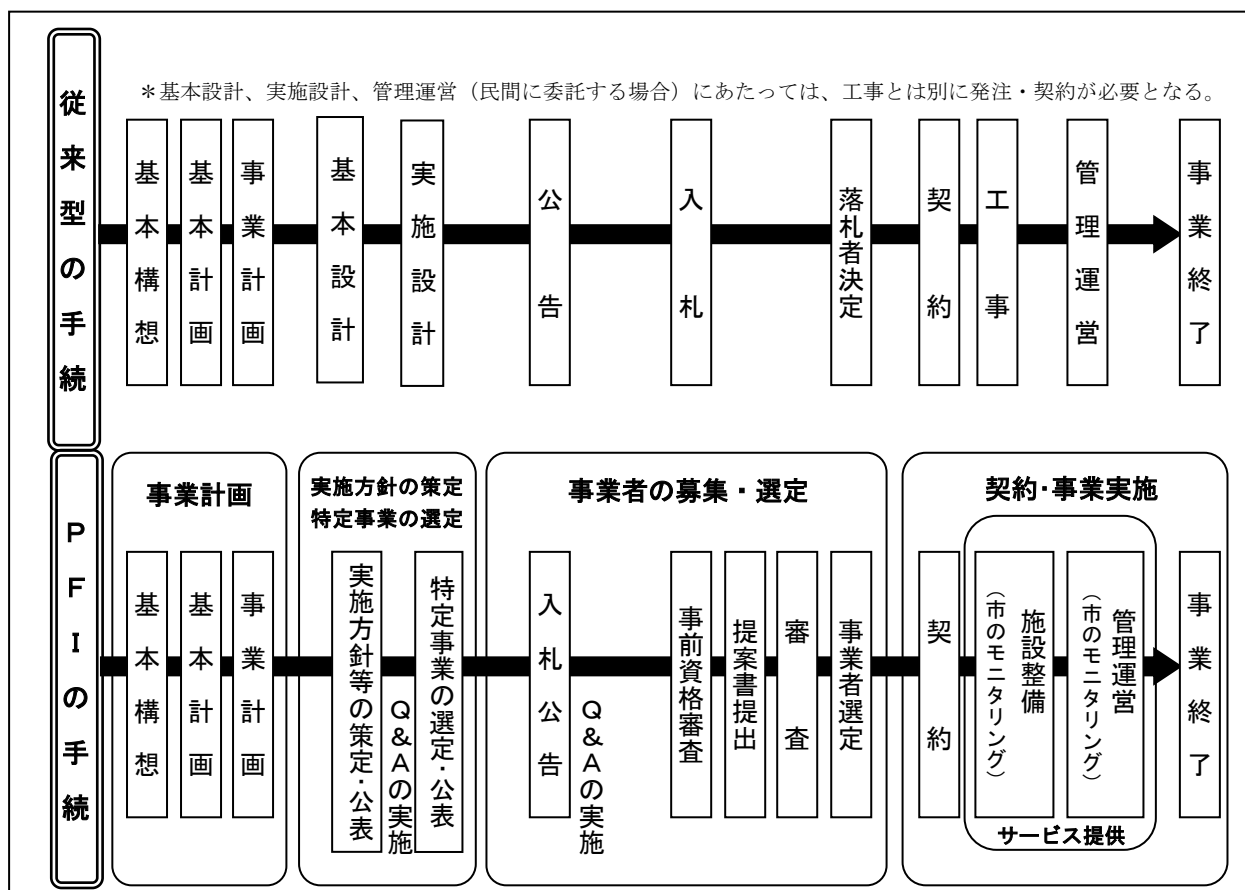 従来型の手続
＊基本設計、実施設計、管理運営（民間に委託する場合）にあたっては、工事とは別に発注・契約が必要となる。
基本構想
基本計画
事業計画
基本設計
実施設計
公告
入札
落札者決定
契約
工事
管理運営
事業終了
ＰＦＩの手続
事業計画
基本構想
基本計画
事業計画
実施方針の策定
特定事業の選定
実施方針等の策定・公表
Ｑ＆Ａの実施
特定事業の選定・公表
事業者の募集・選定
入札公告
Ｑ＆Ａの実施
事前資格審査
提案書提出
審査
事業者選定
契約・事業実施
契約
施設整備
（市のモニタリング）
管理運営
（市のモニタリング）
サービス提供
事業終了